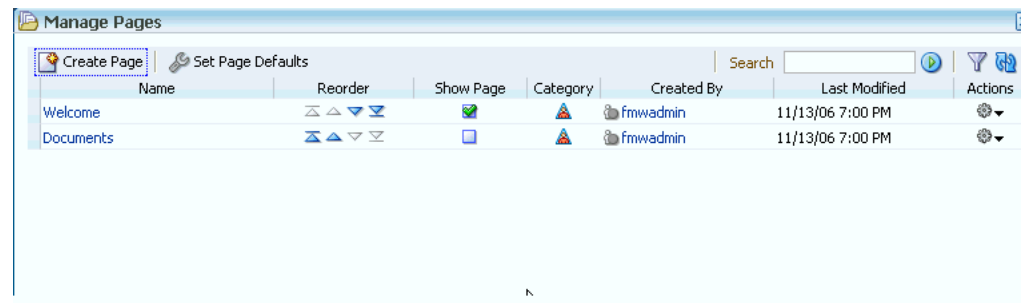 Manage Pages
Create Page Set Page Defaults Search
Name Reorder Show Page Category Created By Last Modified Actions
Welcome fmwadmin 11/13/06 7:00 PM
Documents fmwadmin 11/13/06 7:00 PM